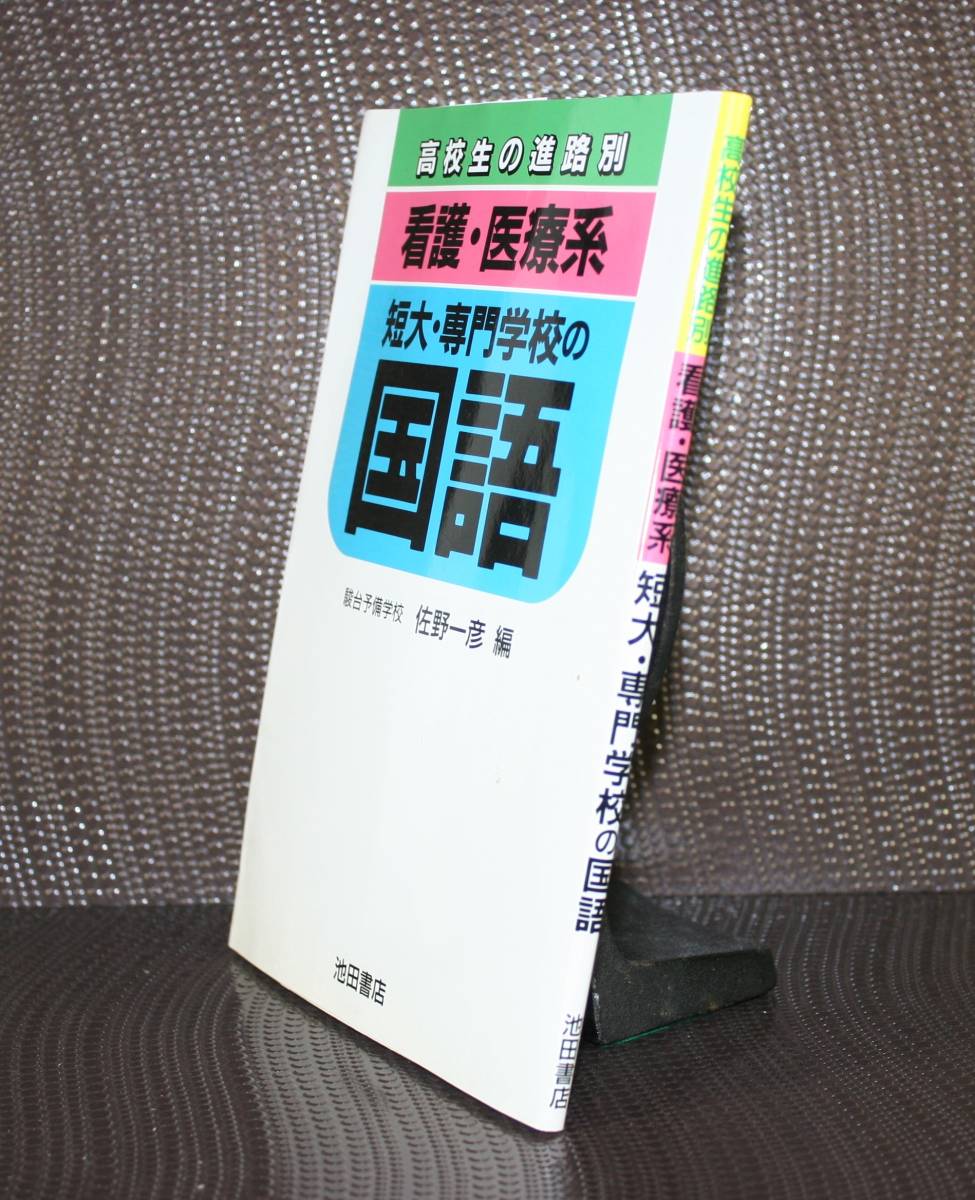 高校生の進路別
看護・医療系
短大・専門学校の
国語
駿台予備学校 佐野一彦 編
池田書店
高校生の進路別 看護・医療系 短大・専門学校の国語 池田書店